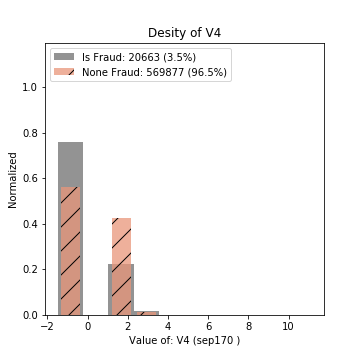 Desity of V4
Is Fraud: 20663 (3.5%)
None Fraud: 569877 (96.5%)
Normalized
1.0
0.8
0.6
0.4
0.2
0.0
−2 0 2 4 6 8 10
Value of: V4 (sep170 )